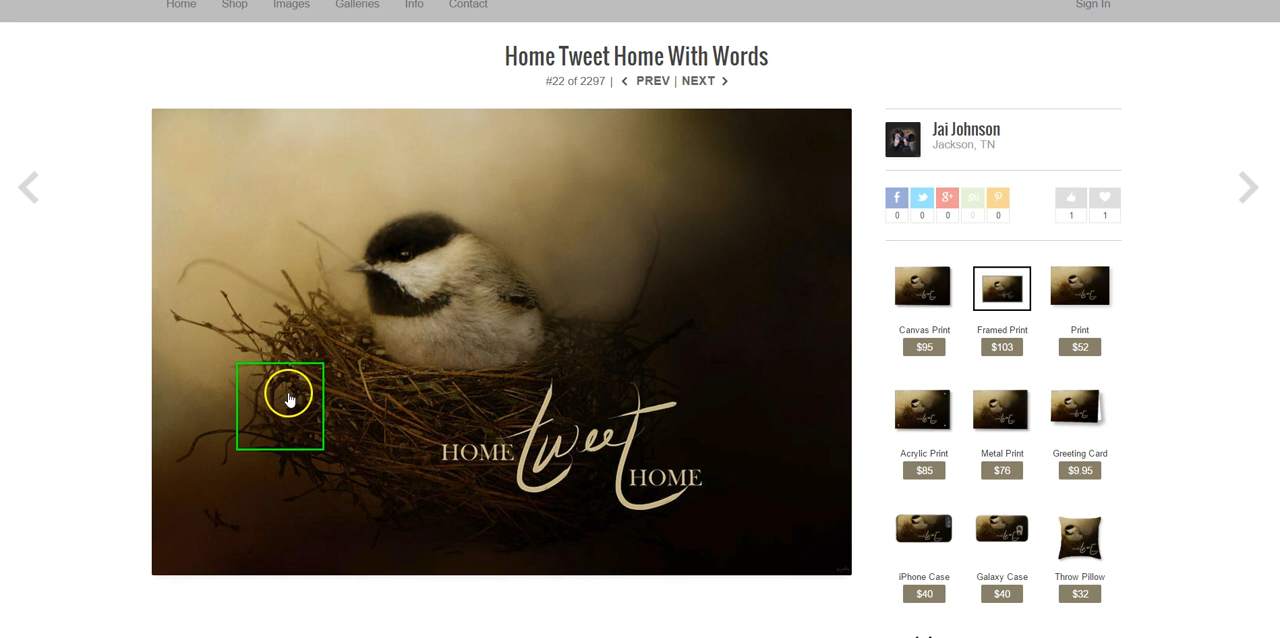 Home Shop Images Galleries Info Contact Sign In
Home Tweet Home With Words
#22 of 2297 | PREV | NEXT
Jai Johnson
Jackson, TN
f g+ su p
0 0 0 0 0 1 1
HOME tweet HOME
Canvas Print Framed Print Print
$95 $103 $52
Acrylic Print Metal Print Greeting Card
$85 $76 $9.95
iPhone Case Galaxy Case Throw Pillow
$40 $40 $32